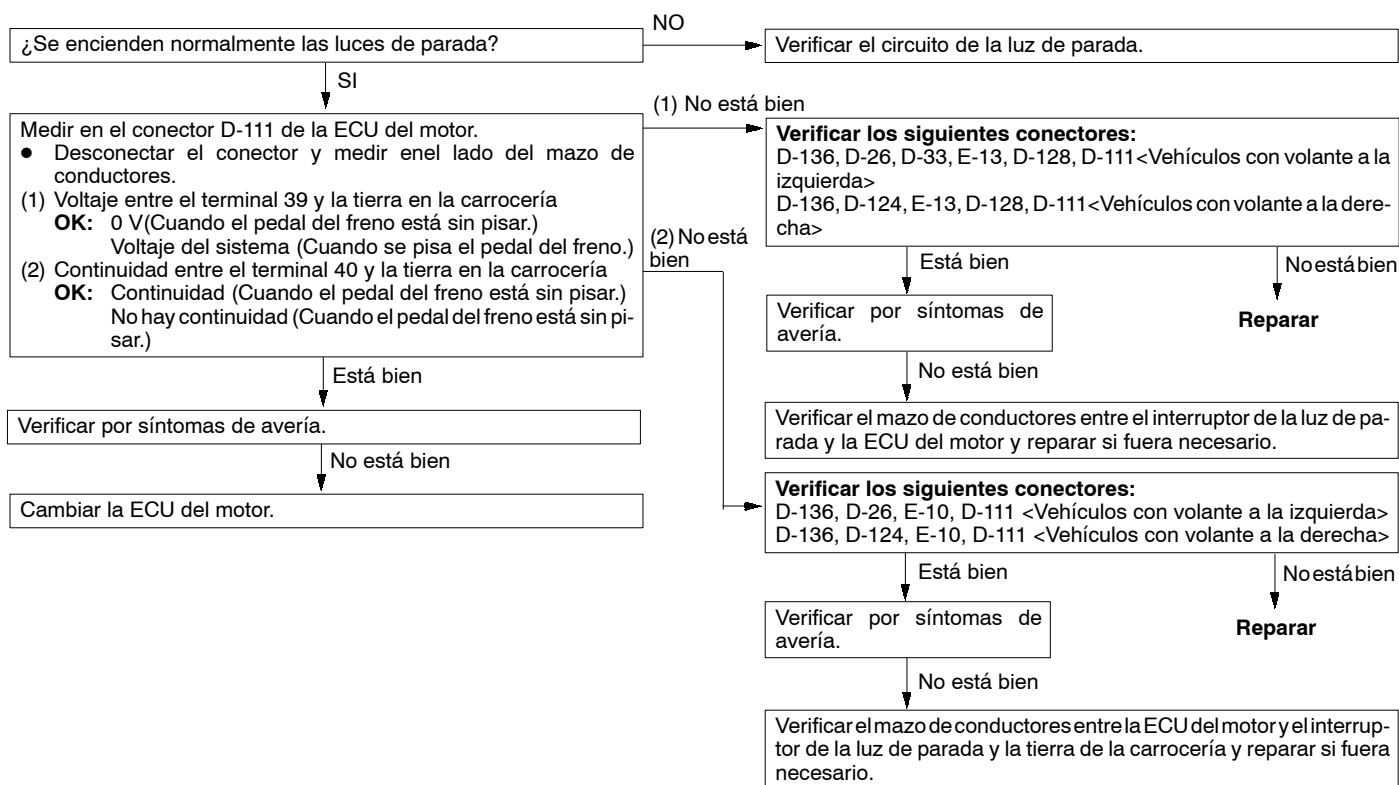 ¿Se encienden normalmente las luces de parada?
NO
Verificar el circuito de la luz de parada.
SI
Medir en el conector D-111 de la ECU del motor.
● Desconectar el conector y medir enel lado del mazo de
conductores.
(1) Voltaje entre el terminal 39 y la tierra en la carrocería
OK: 0 V(Cuando el pedal del freno está sin pisar.)
Voltaje del sistema (Cuando se pisa el pedal del freno.)
(2) Continuidad entre el terminal 40 y la tierra en la carrocería
OK: Continuidad (Cuando el pedal del freno está sin pisar.)
No hay continuidad (Cuando el pedal del freno está sin pi-
sar.)
(1) No está bien
Verificar los siguientes conectores:
D-136, D-26, D-33, E-13, D-128, D-111<Vehículos con volante a la
izquierda>
D-136, D-124, E-13, D-128, D-111<Vehículos con volante a la dere-
cha>
(2) No está
bien
Está bien
No está bien
Verificar por síntomas de
avería.
Reparar
No está bien
Verificar el mazo de conductores entre el interruptor de la luz de pa-
rada y la ECU del motor y reparar si fuera necesario.
Está bien
Verificar por síntomas de avería.
No está bien
Cambiar la ECU del motor.
Verificar los siguientes conectores:
D-136, D-26, E-10, D-111 <Vehículos con volante a la izquierda>
D-136, D-124, E-10, D-111 <Vehículos con volante a la derecha>
Está bien
No está bien
Verificar por síntomas de
avería.
Reparar
No está bien
Verificar el mazo de conductores entre la ECU del motor y el interrup-
tor de la luz de parada y la tierra de la carrocería y reparar si fuera
necesario.